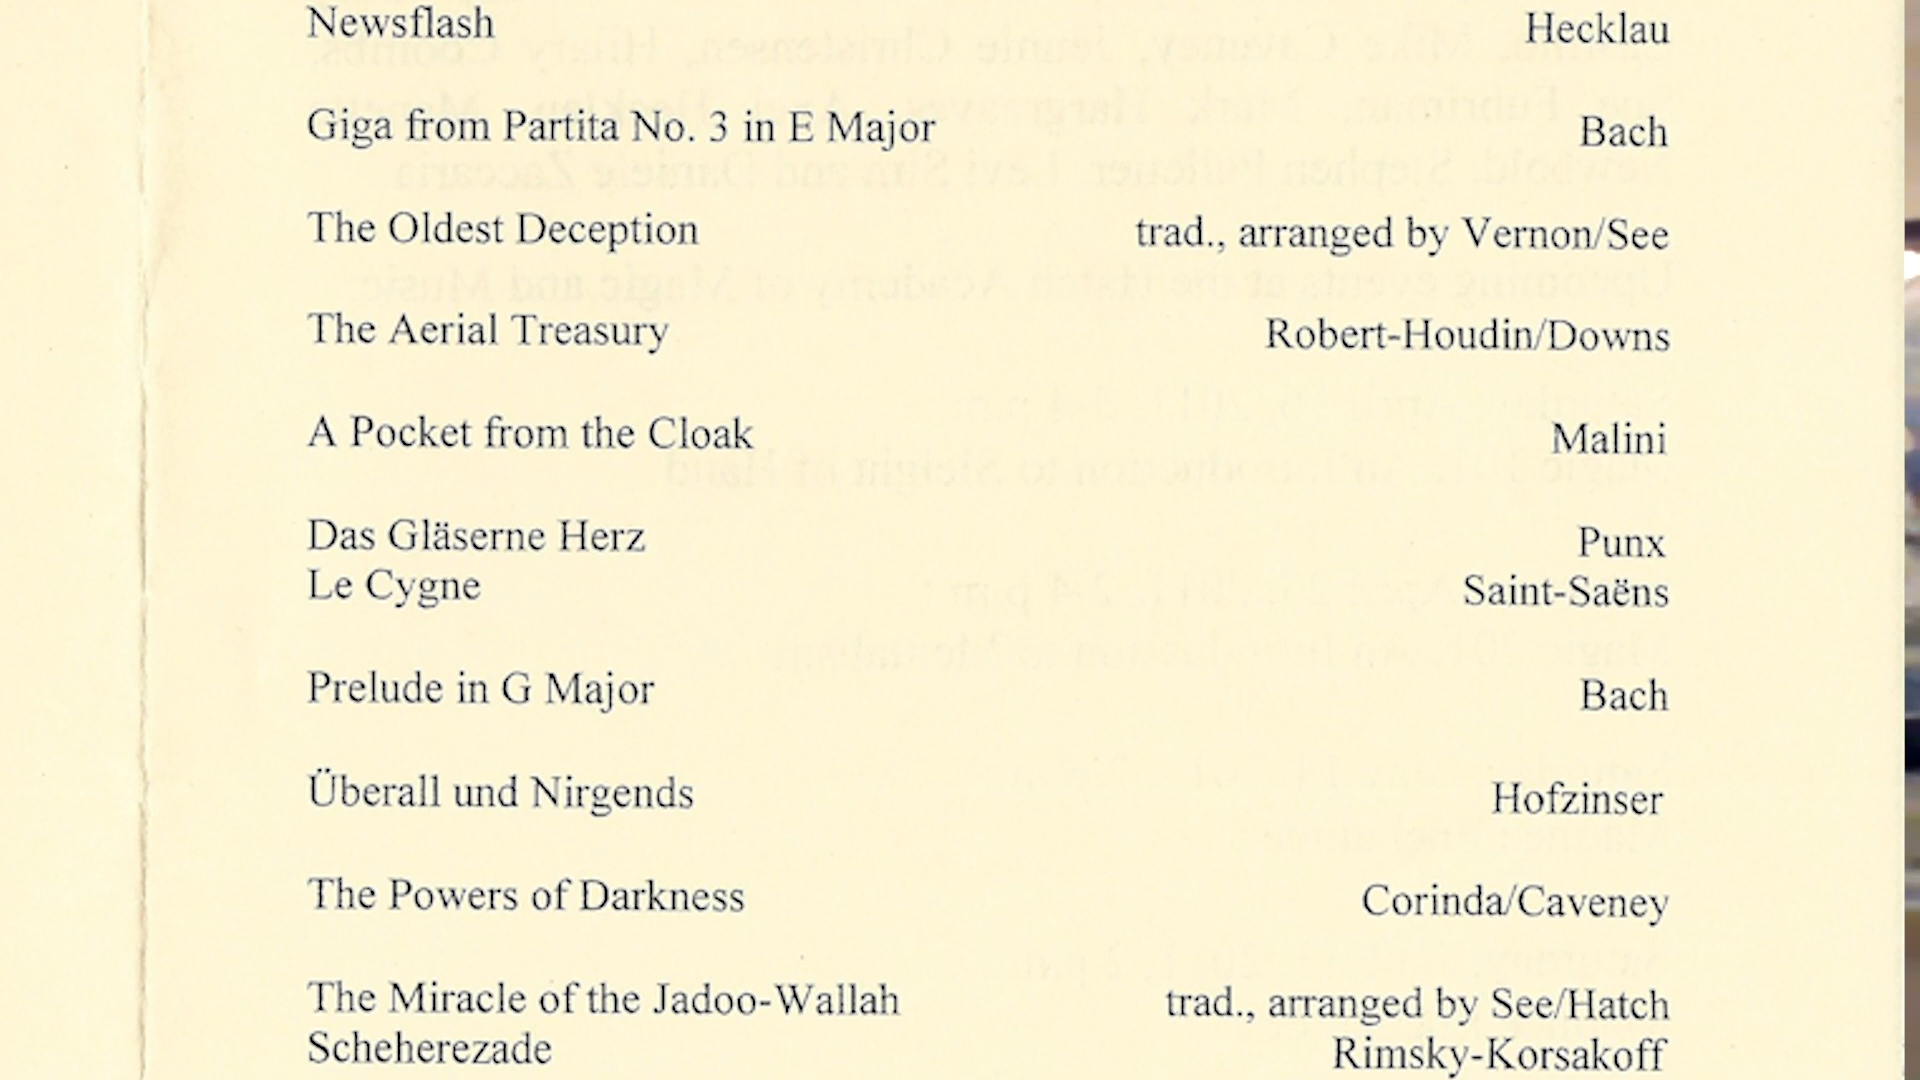 Newsflash Hecklau
Giga from Partita No. 3 in E Major Bach
The Oldest Deception trad., arranged by Vernon/See
The Aerial Treasury Robert-Houdin/Downs
A Pocket from the Cloak Malini
Das Gläserne Herz Punx
Le Cygne Saint-Saëns
Prelude in G Major Bach
Überall und Nirgends Hofzinser
The Powers of Darkness Corinda/Caveney
The Miracle of the Jadoo-Wallah trad., arranged by See/Hatch
Scheherezade Rimsky-Korsakoff